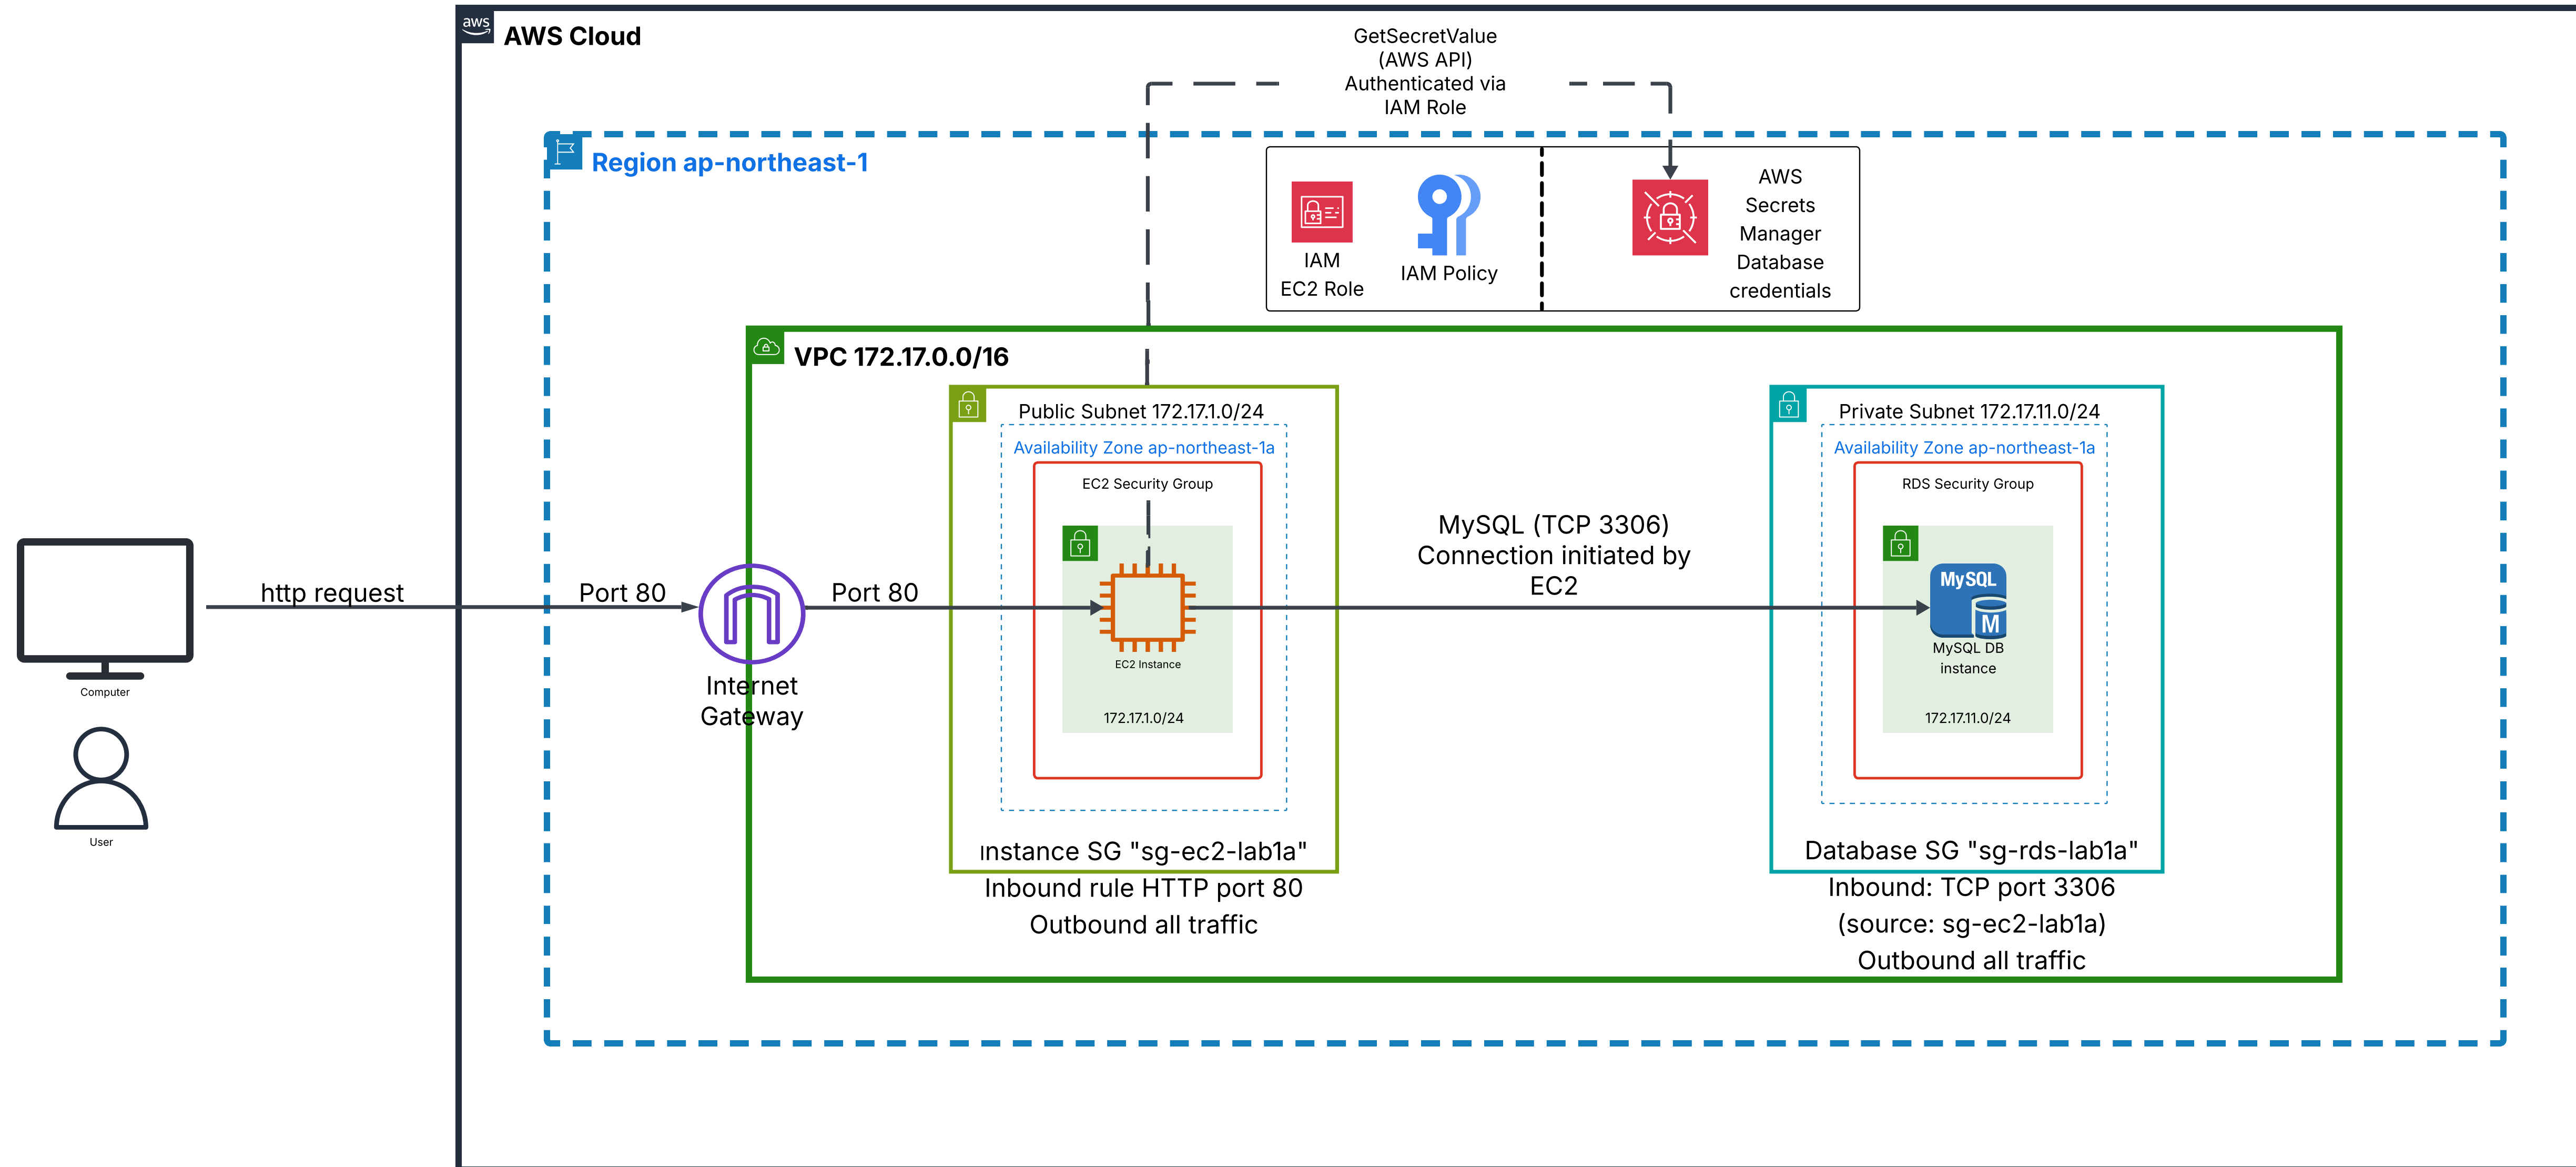 aws
AWS Cloud
GetSecretValue
(AWS API)
Authenticated via
IAM Role
Region ap-northeast-1
IAM
EC2 Role
IAM Policy
AWS
Secrets
Manager
Database
credentials
VPC 172.17.0.0/16
Public Subnet 172.17.1.0/24
Availability Zone ap-northeast-1a
EC2 Security Group
EC2 Instance
172.17.1.0/24
Instance SG "sg-ec2-lab1a"
Inbound rule HTTP port 80
Outbound all traffic
MySQL (TCP 3306)
Connection initiated by
EC2
Private Subnet 172.17.11.0/24
Availability Zone ap-northeast-1a
RDS Security Group
MySQL
M
MySQL DB
instance
172.17.11.0/24
Database SG "sg-rds-lab1a"
Inbound: TCP port 3306
(source: sg-ec2-lab1a)
Outbound all traffic
http request
Port 80
Port 80
Internet
Gateway
Computer
User